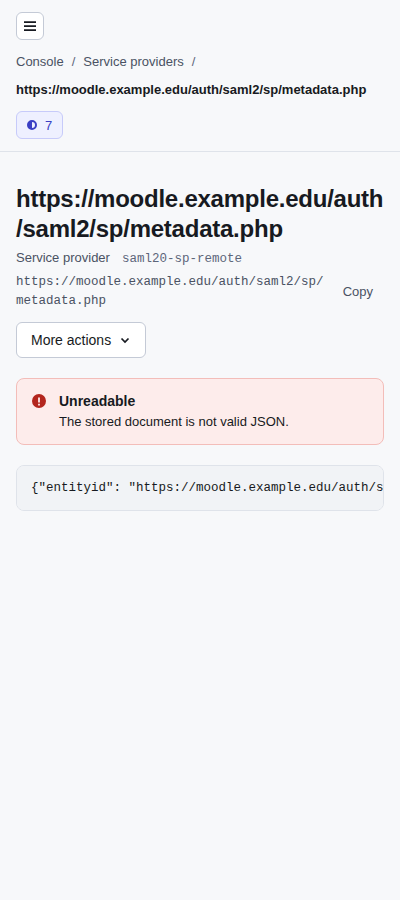 Console / Service providers /
https://moodle.example.edu/auth/saml2/sp/metadata.php
7
https://moodle.example.edu/auth
/saml2/sp/metadata.php
Service provider saml20-sp-remote
https://moodle.example.edu/auth/saml2/sp/
metadata.php
Copy
More actions
Unreadable
The stored document is not valid JSON.
{"entityid": "https://moodle.example.edu/auth/s